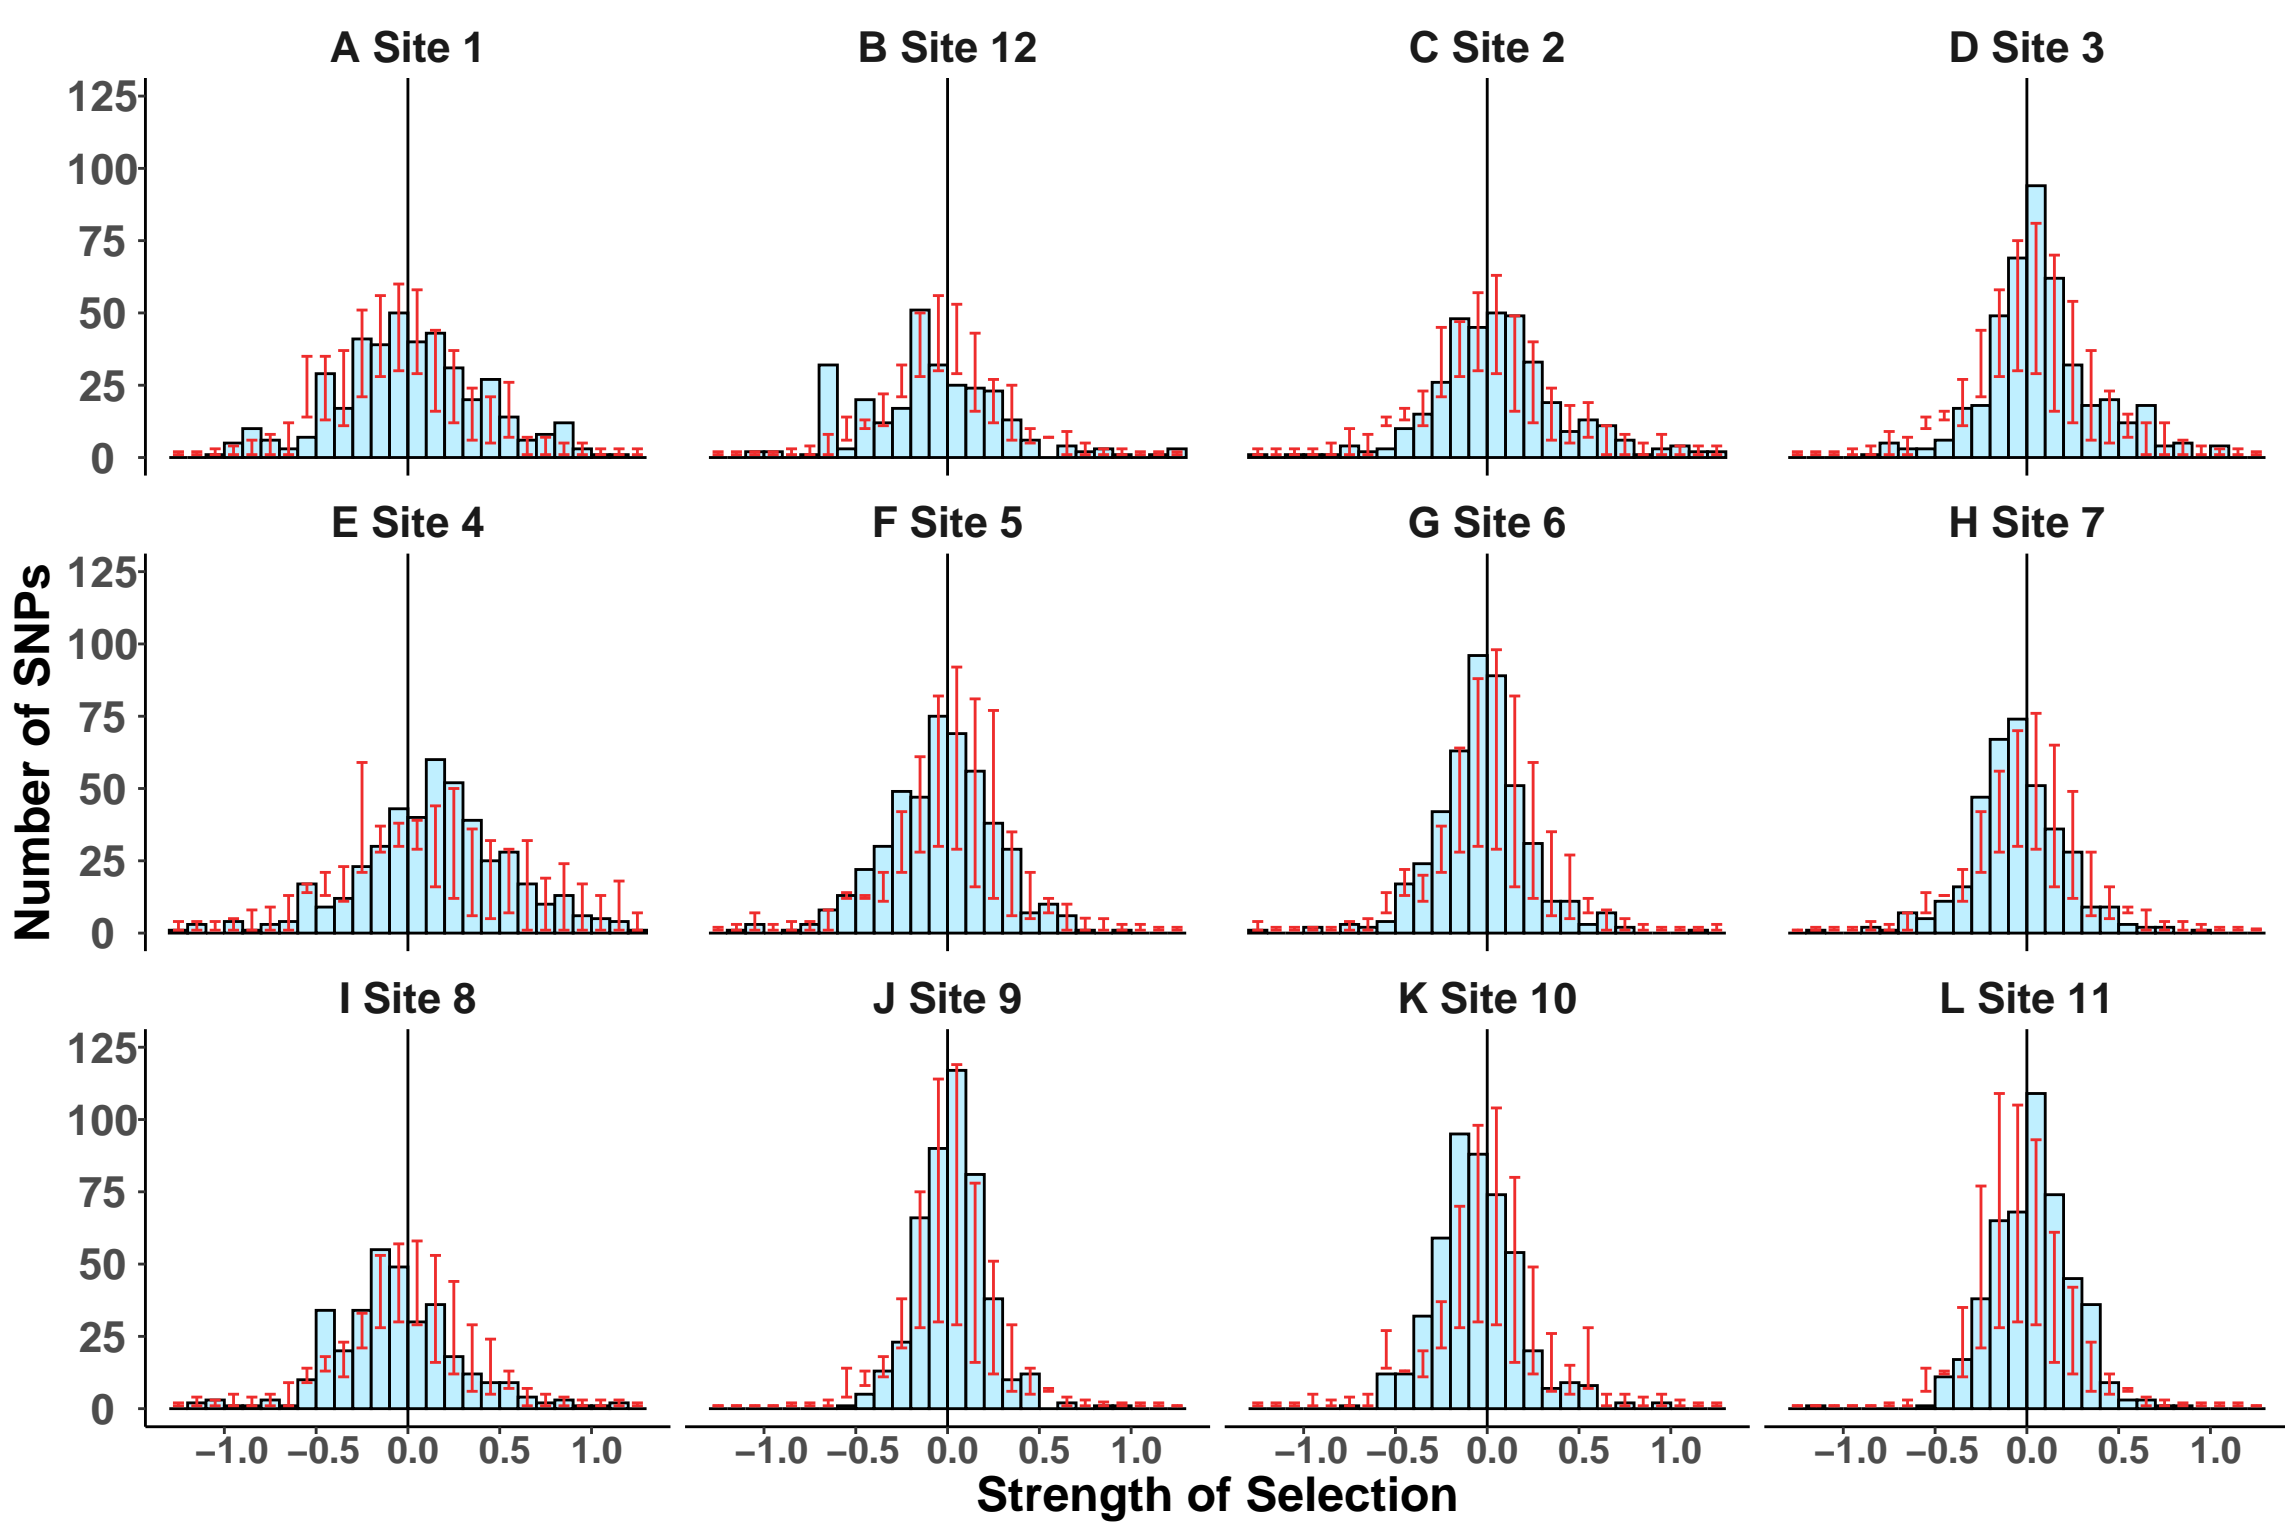 A Site 1
B Site 12
C Site 2
D Site 3
125
100
75
50
25
0
E Site 4
F Site 5
G Site 6
H Site 7
125
100
75
50
25
0
Number of SNPs
I Site 8
J Site 9
K Site 10
L Site 11
125
100
75
50
25
0
−1.0 −0.5 0.0 0.5 1.0
−1.0 −0.5 0.0 0.5 1.0
−1.0 −0.5 0.0 0.5 1.0
−1.0 −0.5 0.0 0.5 1.0
Strength of Selection